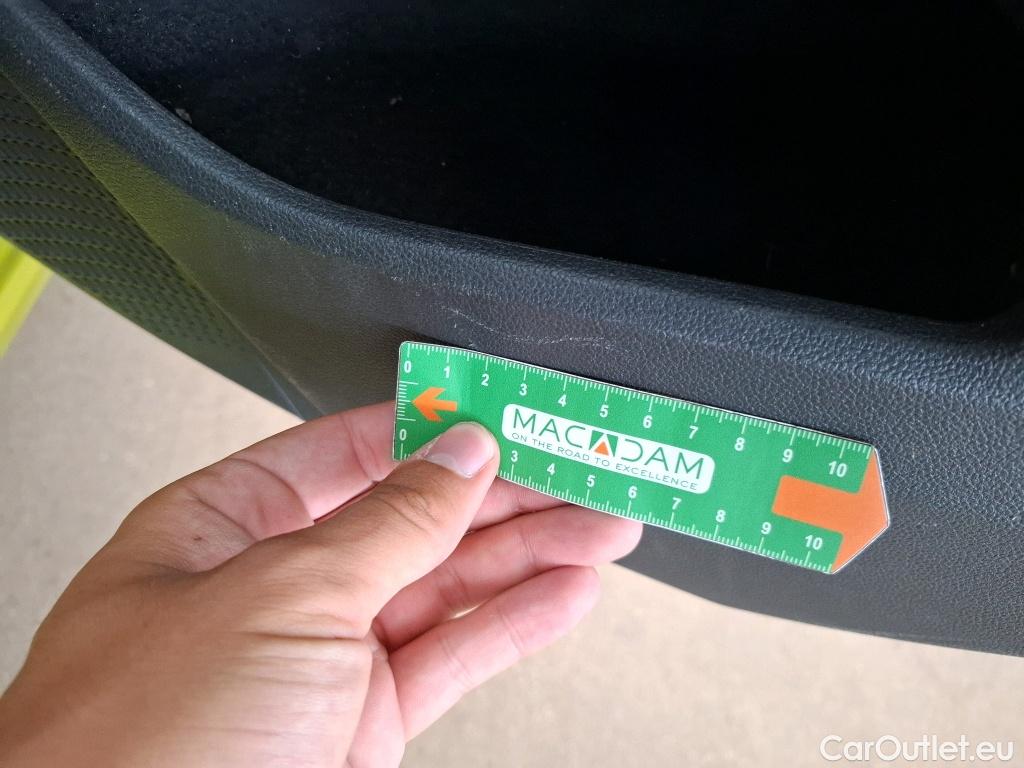 0 1 2 3 4 5 6 7 8 9 10
MACADAM
ON THE ROAD TO EXCELLENCE
0 3 4 5 6 7 8 9 10
CarOutlet.eu